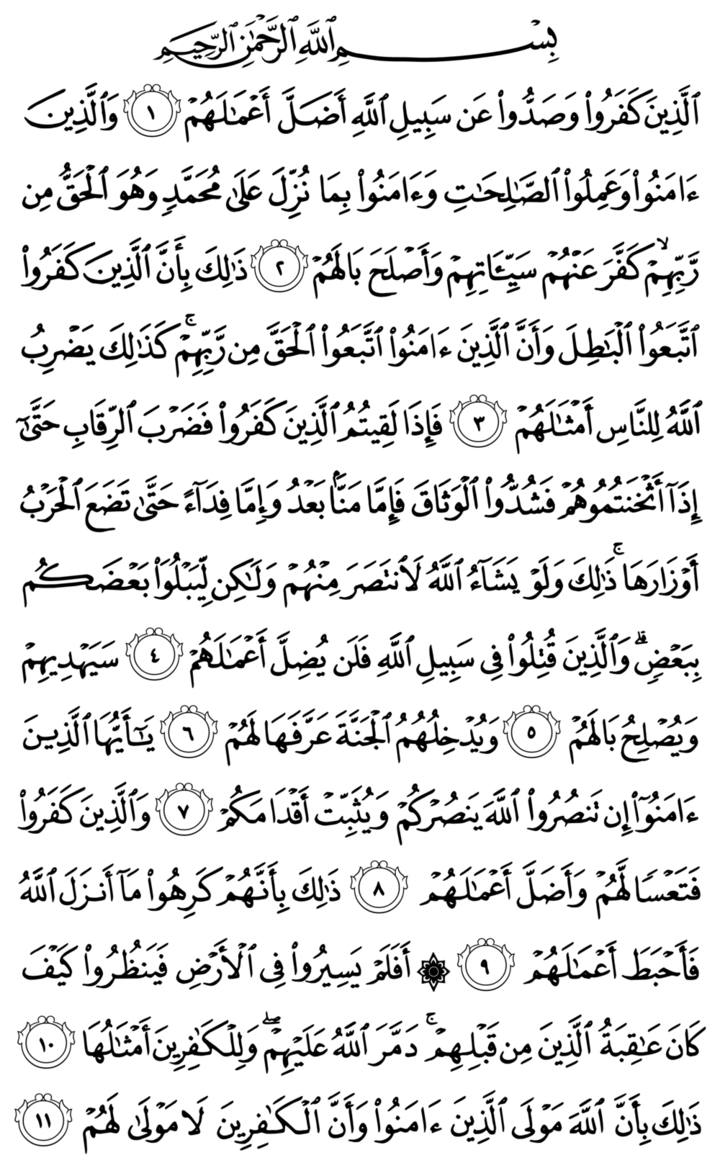 بِسْمِ ٱللَّهِ ٱلرَّحْمَٰنِ ٱلرَّحِيمِ
ٱلَّذِينَ كَفَرُوا۟ وَصَدُّوا۟ عَن سَبِيلِ ٱللَّهِ أَضَلَّ أَعْمَٰلَهُمْ ١ وَٱلَّذِينَ
ءَامَنُوا۟ وَعَمِلُوا۟ ٱلصَّٰلِحَٰتِ وَءَامَنُوا۟ بِمَا نُزِّلَ عَلَىٰ مُحَمَّدٍ وَهُوَ ٱلْحَقُّ مِن
رَّبِّهِمْ ۙ كَفَّرَ عَنْهُمْ سَيِّـَٔاتِهِمْ وَأَصْلَحَ بَالَهُمْ ٢ ذَٰلِكَ بِأَنَّ ٱلَّذِينَ كَفَرُوا۟
ٱتَّبَعُوا۟ ٱلْبَٰطِلَ وَأَنَّ ٱلَّذِينَ ءَامَنُوا۟ ٱتَّبَعُوا۟ ٱلْحَقَّ مِن رَّبِّهِمْ ۚ كَذَٰلِكَ يَضْرِبُ
ٱللَّهُ لِلنَّاسِ أَمْثَٰلَهُمْ ٣ فَإِذَا لَقِيتُمُ ٱلَّذِينَ كَفَرُوا۟ فَضَرْبَ ٱلرِّقَابِ حَتَّىٰٓ
إِذَآ أَثْخَنتُمُوهُمْ فَشُدُّوا۟ ٱلْوَثَاقَ فَإِمَّا مَنًّۢا بَعْدُ وَإِمَّا فِدَآءً حَتَّىٰ تَضَعَ ٱلْحَرْبُ
أَوْزَارَهَا ۚ ذَٰلِكَ وَلَوْ يَشَآءُ ٱللَّهُ لَٱنتَصَرَ مِنْهُمْ وَلَٰكِن لِّيَبْلُوَا۟ بَعْضَكُم
بِبَعْضٍ ۗ وَٱلَّذِينَ قُتِلُوا۟ فِى سَبِيلِ ٱللَّهِ فَلَن يُضِلَّ أَعْمَٰلَهُمْ ٤ سَيَهْدِيهِمْ
وَيُصْلِحُ بَالَهُمْ ٥ وَيُدْخِلُهُمُ ٱلْجَنَّةَ عَرَّفَهَا لَهُمْ ٦ يَٰٓأَيُّهَا ٱلَّذِينَ
ءَامَنُوٓا۟ إِن تَنصُرُوا۟ ٱللَّهَ يَنصُرْكُمْ وَيُثَبِّتْ أَقْدَامَكُمْ ٧ وَٱلَّذِينَ كَفَرُوا۟
فَتَعْسًا لَّهُمْ وَأَضَلَّ أَعْمَٰلَهُمْ ٨ ذَٰلِكَ بِأَنَّهُمْ كَرِهُوا۟ مَآ أَنزَلَ ٱللَّهُ
فَأَحْبَطَ أَعْمَٰلَهُمْ ٩ ۞ أَفَلَمْ يَسِيرُوا۟ فِى ٱلْأَرْضِ فَيَنظُرُوا۟ كَيْفَ
كَانَ عَٰقِبَةُ ٱلَّذِينَ مِن قَبْلِهِمْ ۚ دَمَّرَ ٱللَّهُ عَلَيْهِمْ ۖ وَلِلْكَٰفِرِينَ أَمْثَٰلُهَا ١٠
ذَٰلِكَ بِأَنَّ ٱللَّهَ مَوْلَى ٱلَّذِينَ ءَامَنُوا۟ وَأَنَّ ٱلْكَٰفِرِينَ لَا مَوْلَىٰ لَهُمْ ١١